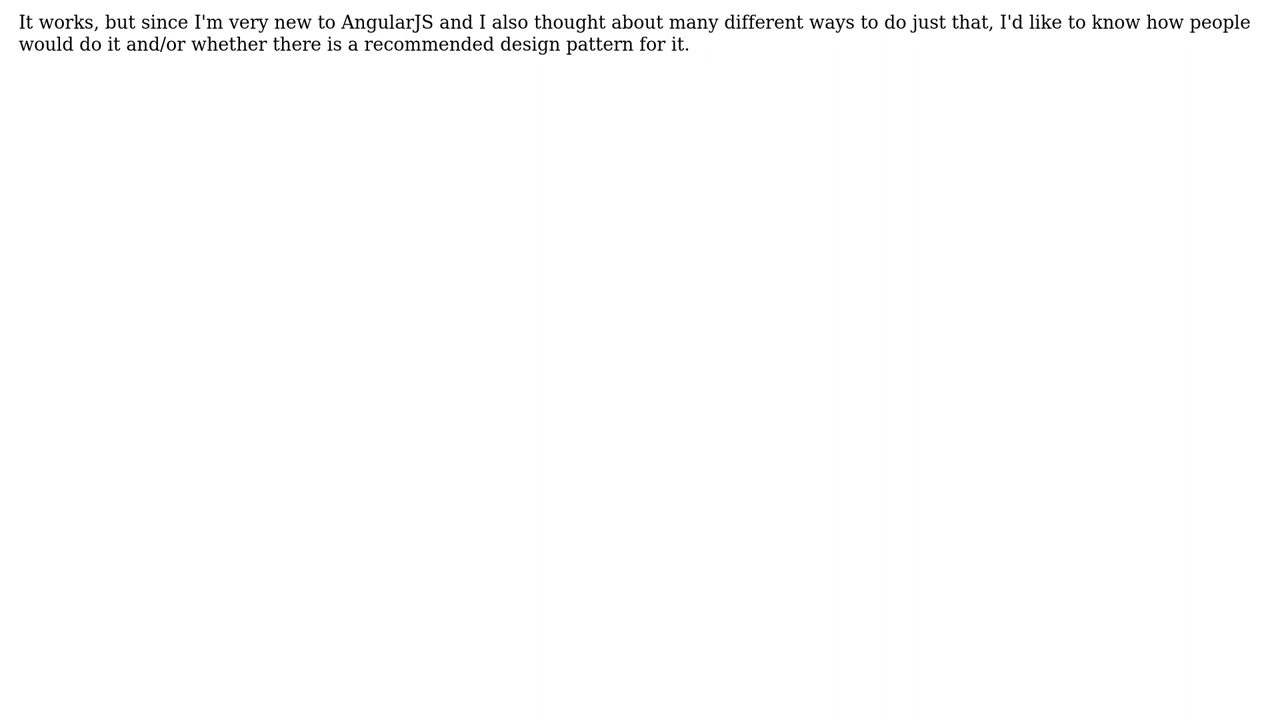 It works, but since I'm very new to AngularJS and I also thought about many different ways to do just that, I'd like to know how people
would do it and/or whether there is a recommended design pattern for it.